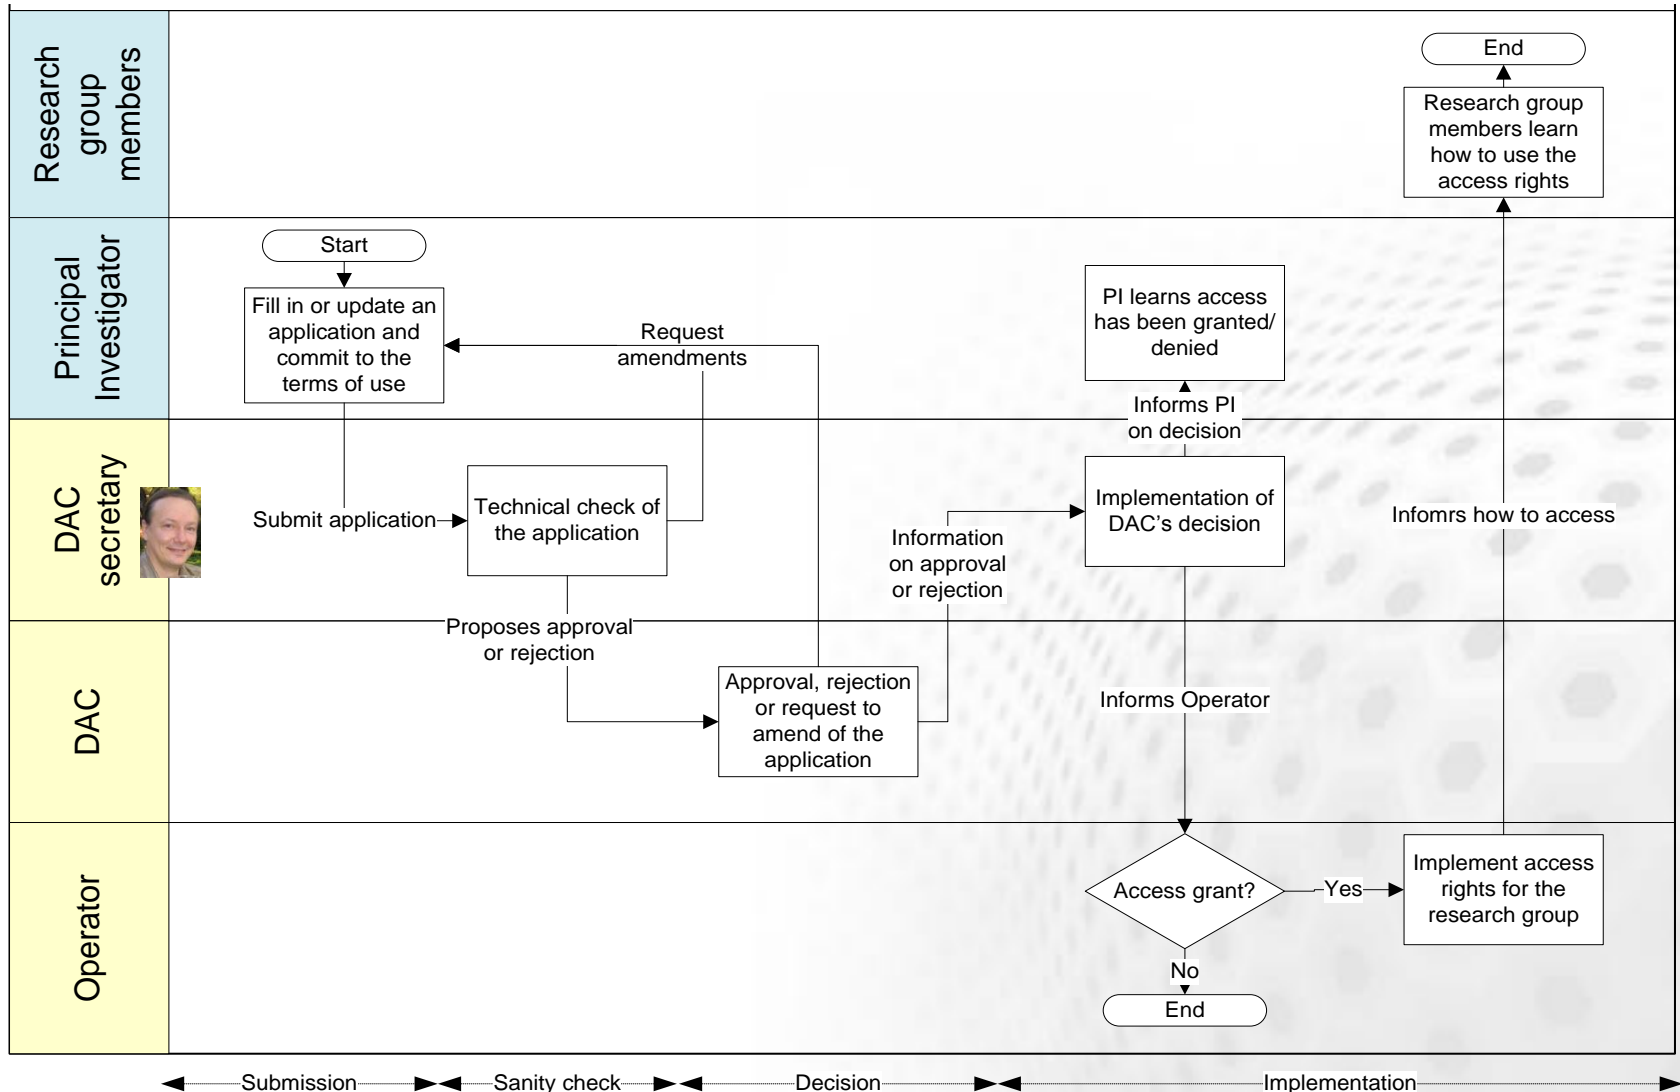 Research
group
members
End
Research group
members learn
how to use the
access rights
Principal
Investigator
Start
Fill in or update an
application and
commit to the
terms of use
Request
amendments
PI learns access
has been granted/
denied
Informs PI
on decision
DAC
secretary
Submit application
Technical check of
the application
Information
on approval
or rejection
Implementation of
DAC's decision
Infomrs how to access
Proposes approval
or rejection
DAC
Approval, rejection
or request to
amend of the
application
Informs Operator
Operator
Access grant?
Yes
Implement access
rights for the
research group
No
End
Submission
Sanity check
Decision
Implementation